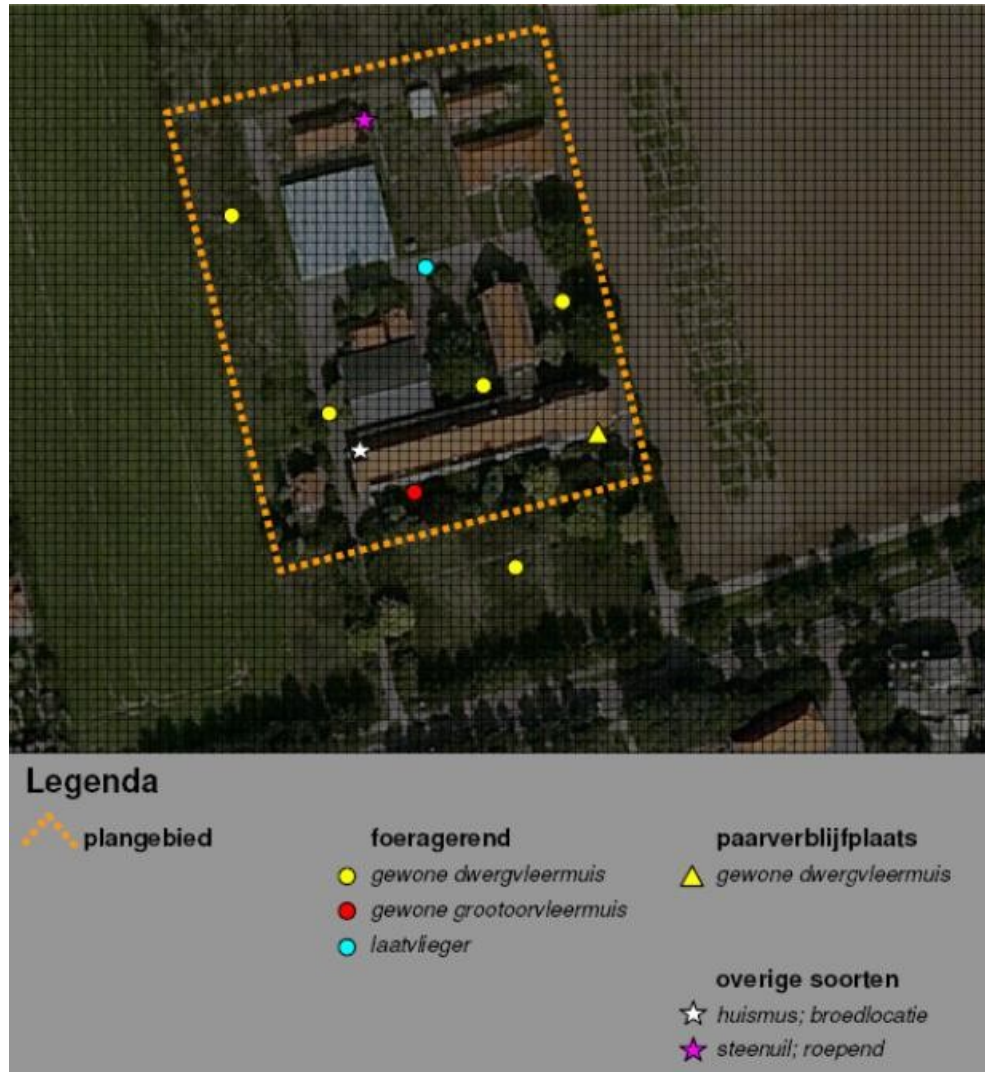 Legenda
plangebied
foeragerend
gewone dwergvleermuis
gewone grootoorvleermuis
laatvlieger
paarverblijfplaats
gewone dwergvleermuis
overige soorten
huismus; broedlocatie
steenuil; roepend